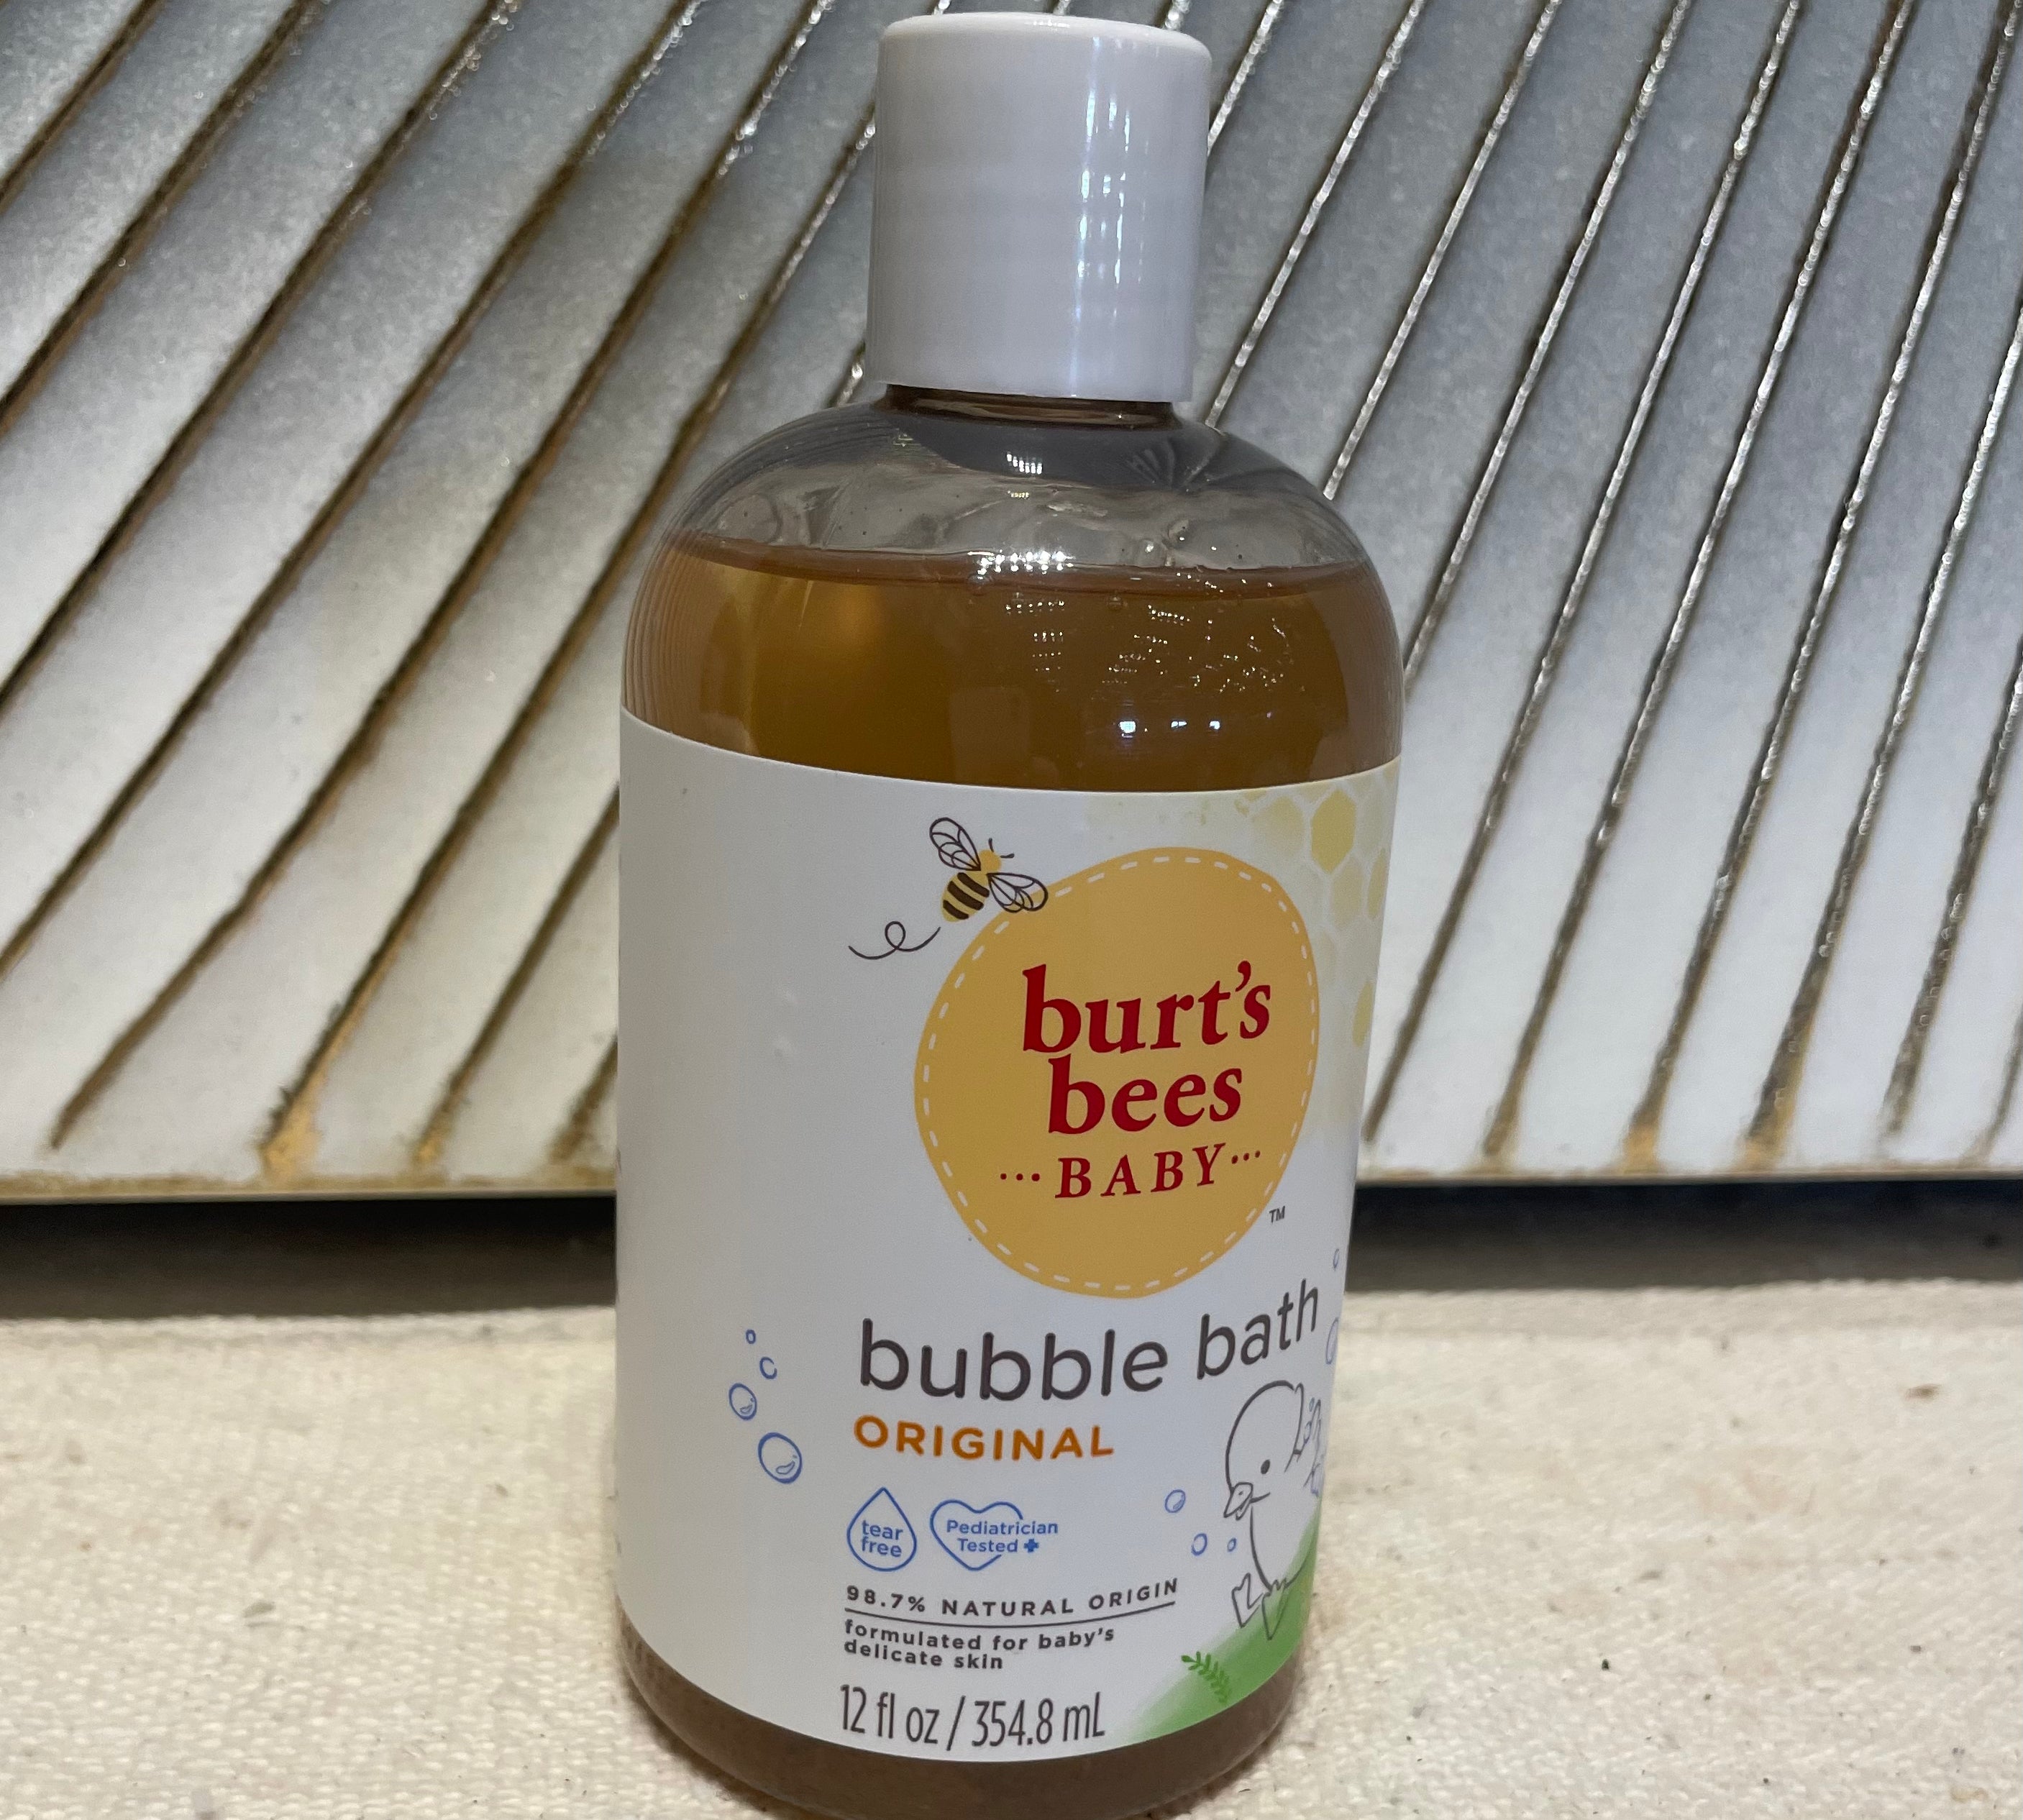 burt's
bees
···BABY···
™
bubble bath
ORIGINAL
tear
free
Pediatrician
Tested
98.7% NATURAL ORIGIN
formulated for baby's
delicate skin
12 fl oz / 354.8 mL